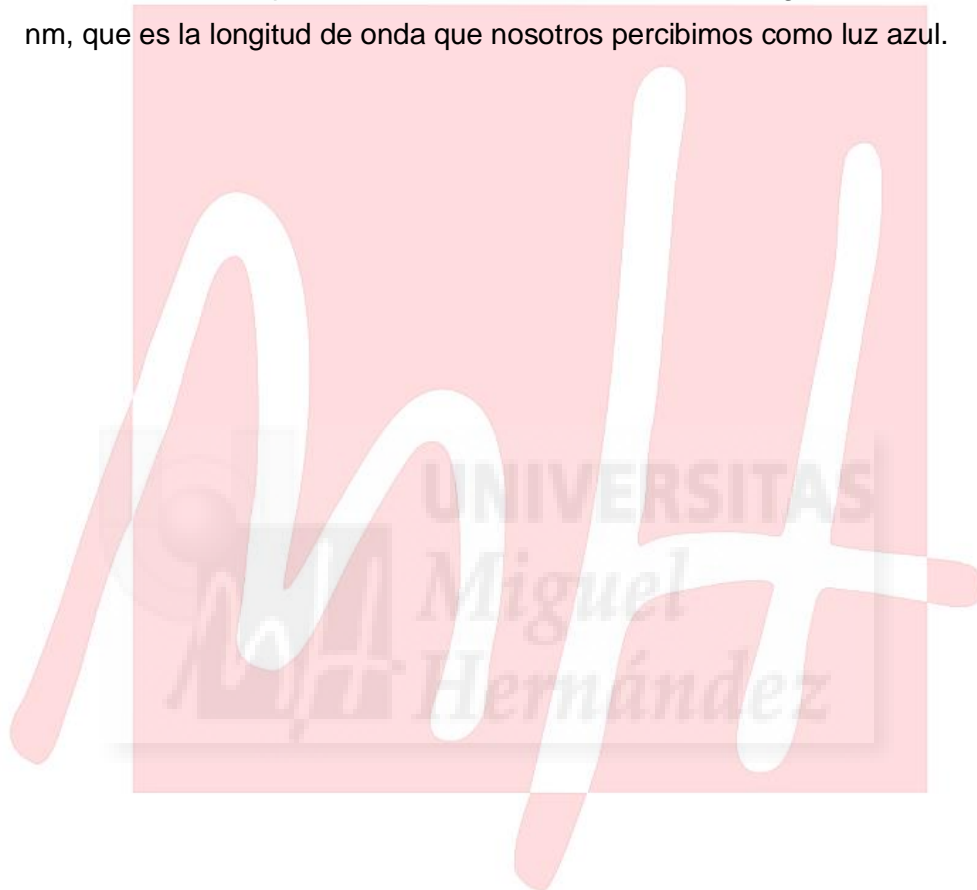 nm, que es la longitud de onda que nosotros percibimos como luz azul.
UNIVERSITAS
Miguel
Hernández